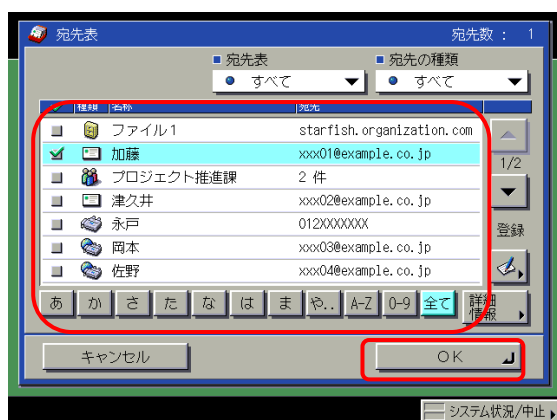 宛先表 宛先数： 1
■ 宛先表 ■ 宛先の種類
すべて すべて
種類 名称 宛先
ファイル1 starfish.organization.com
加藤 xxx01@example.co.jp
プロジェクト推進課 2 件
津久井 xxx02@example.co.jp
永戸 012XXXXXXX
岡本 xxx03@example.co.jp
佐野 xxx04@example.co.jp
1/2
登録
あ か さ た な は ま や.. A-Z 0-9 全て 詳細情報
キャンセル OK
システム状況/中止